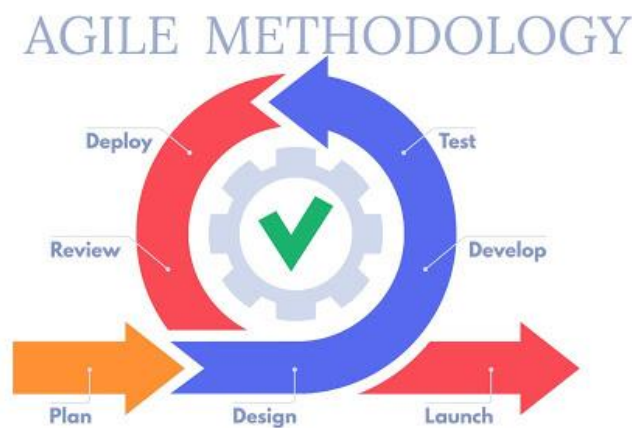 AGILE METHODOLOGY
Deploy
Test
Review
Develop
Plan
Design
Launch